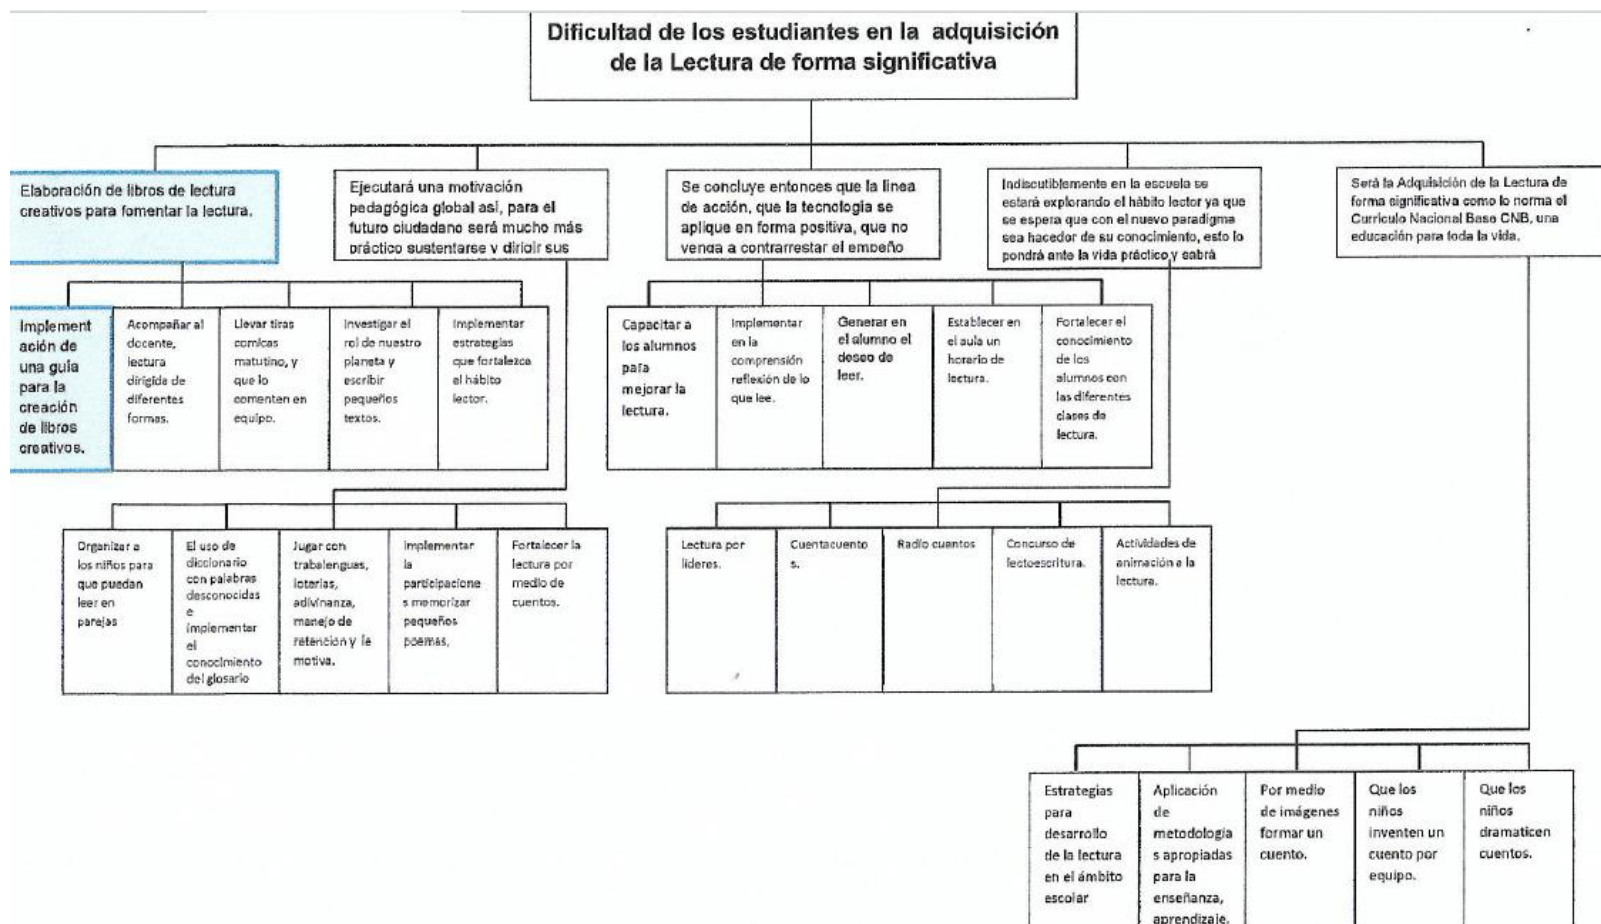 Dificultad de los estudiantes en la adquisición
de la Lectura de forma significativa
Elaboración de libros de lectura
creativos para fomentar la lectura.
Ejecutará una motivación
pedagógica global así, para el
futuro ciudadano será mucho más
práctico sustentarse y dirigir sus
Se concluye entonces que la linea
de acción, que la tecnología se
aplique en forma positiva, que no
venga a contrarrestar el empeño
Indiscutiblemente en la escuela se
estará explorando el hábito lector ya que
se espera que con el nuevo paradigma
sea hacedor de su conocimiento, esto lo
pondrá ante la vida práctico y sabrá
Será la Adquisición de la Lectura de
forma significativa como lo norma el
Curriculo Nacional Base CNB, una
educación para toda la vida.
Implement
ación de
una guía
para la
creación
de libros
creativos.
Acompañar al
docente,
lectura
dirigida de
diferentes
formas.
Llevar tiras
comicas
matutino, y
que lo
comenten en
equipo.
Investigar el
rol de nuestro
planeta y
escribir
pequeños
textos.
Implementar
estrategias
que fortalezca
el hábito
lector.
Capacitar a
los alumnos
para
mejorar la
lectura.
Implementar
en la
comprensión
reflexión de lo
que lee.
Generar en
el alumno el
deseo de
leer.
Establecer en
el aula un
horario de
lectura.
Fortalecer el
conocimiento
de los
alumnos con
las diferentes
clases de
lectura.
Organizar a
los niños para
que puedan
leer en
parejas
El uso de
diccionario
con palabras
desconocidas
e
implementar
el
conocimiento
del glosario
Jugar con
trabalenguas,
loterías,
adivinanza,
manejo de
retención y le
motiva.
Implementar
la
participacione
s memorizar
pequeños
poemas,
Fortalecer la
lectura por
medio de
cuentos.
Lectura por
lideres.
Cuentacuento
s.
Radio cuentos
Concurso de
lectoescritura.
Actividades de
animación a la
lectura.
Estrategias
para
desarrollo
de la lectura
en el ámbito
escolar
Aplicación
de
metodología
s apropiadas
para la
enseñanza,
aprendizaje.
Por medio
de imágenes
formar un
cuento.
Que los
niños
inventen un
cuento por
equipo.
Que los
niños
dramaticen
cuentos.